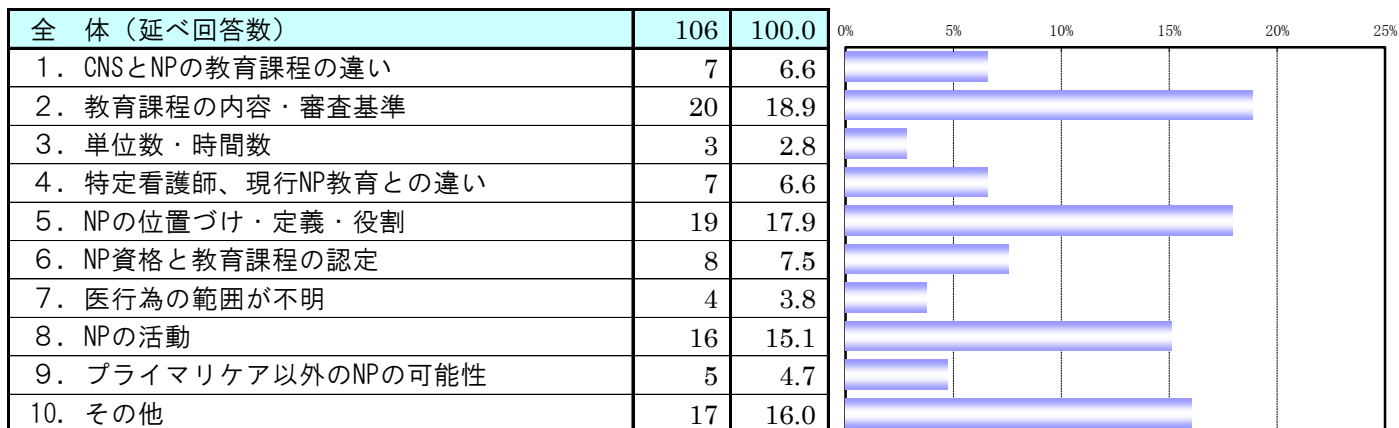 全　体（延べ回答数） 106 100.0
0% 5% 10% 15% 20% 25%
１．CNSとNPの教育課程の違い 7 6.6
２．教育課程の内容・審査基準 20 18.9
３．単位数・時間数 3 2.8
４．特定看護師、現行NP教育との違い 7 6.6
５．NPの位置づけ・定義・役割 19 17.9
６．NP資格と教育課程の認定 8 7.5
７．医行為の範囲が不明 4 3.8
８．NPの活動 16 15.1
９．プライマリケア以外のNPの可能性 5 4.7
10．その他 17 16.0